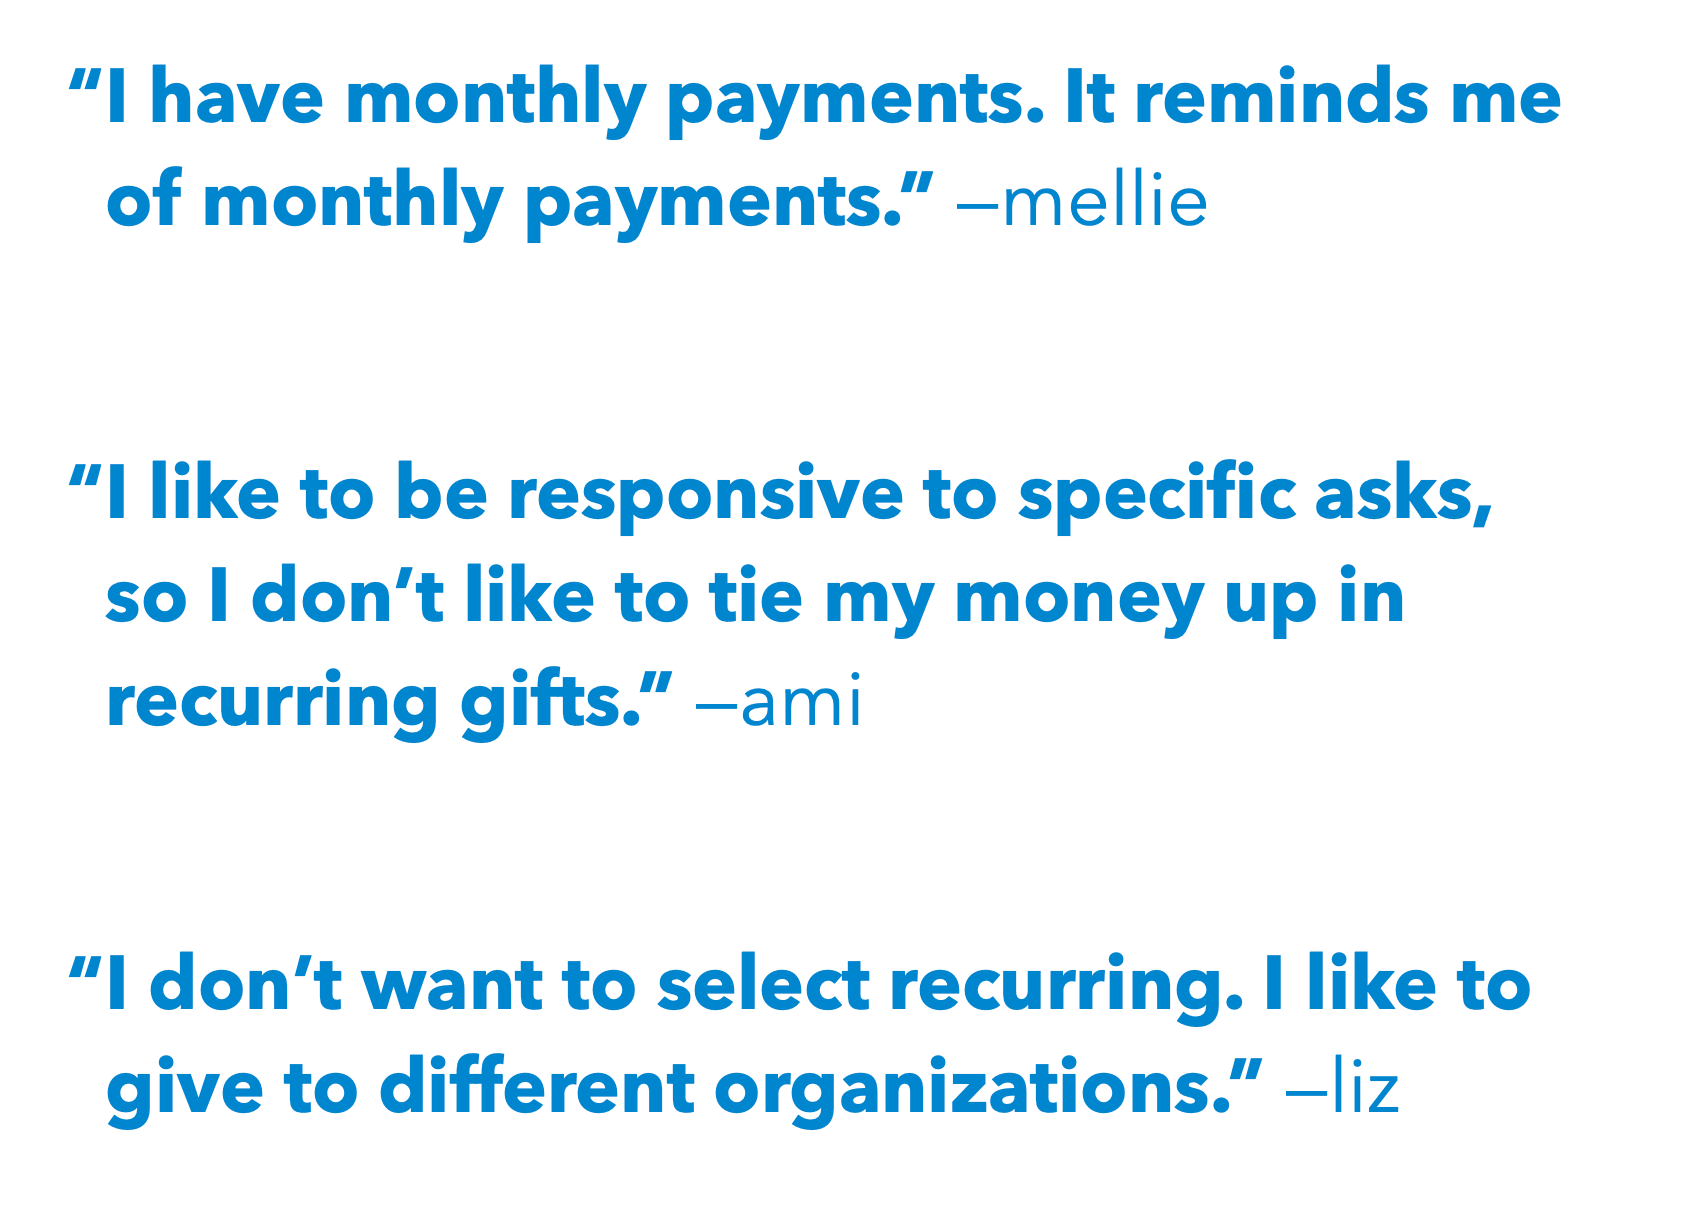 “I have monthly payments. It reminds me
of monthly payments.” –mellie
“I like to be responsive to specific asks,
so I don’t like to tie my money up in
recurring gifts.” –ami
“I don’t want to select recurring. I like to
give to different organizations.” –liz